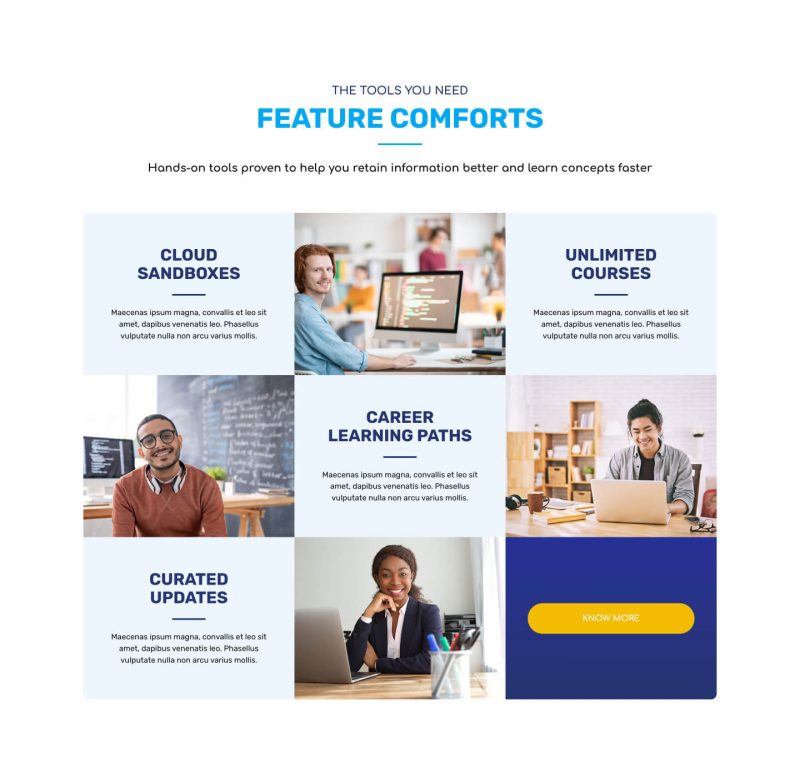 THE TOOLS YOU NEED
FEATURE COMFORTS
Hands-on tools proven to help you retain information better and learn concepts faster
CLOUD
SANDBOXES
Maecenas ipsum magna, convallis et leo sit
amet, dapibus venenatis leo. Phasellus
vulputate nulla non arcu varius mollis.
UNLIMITED
COURSES
Maecenas ipsum magna, convallis et leo sit
amet, dapibus venenatis leo. Phasellus
vulputate nulla non arcu varius mollis.
CAREER
LEARNING PATHS
Maecenas ipsum magna, convallis et leo sit
amet, dapibus venenatis leo. Phasellus
vulputate nulla non arcu varius mollis.
CURATED
UPDATES
Maecenas ipsum magna, convallis et leo sit
amet, dapibus venenatis leo. Phasellus
vulputate nulla non arcu varius mollis.
KNOW MORE